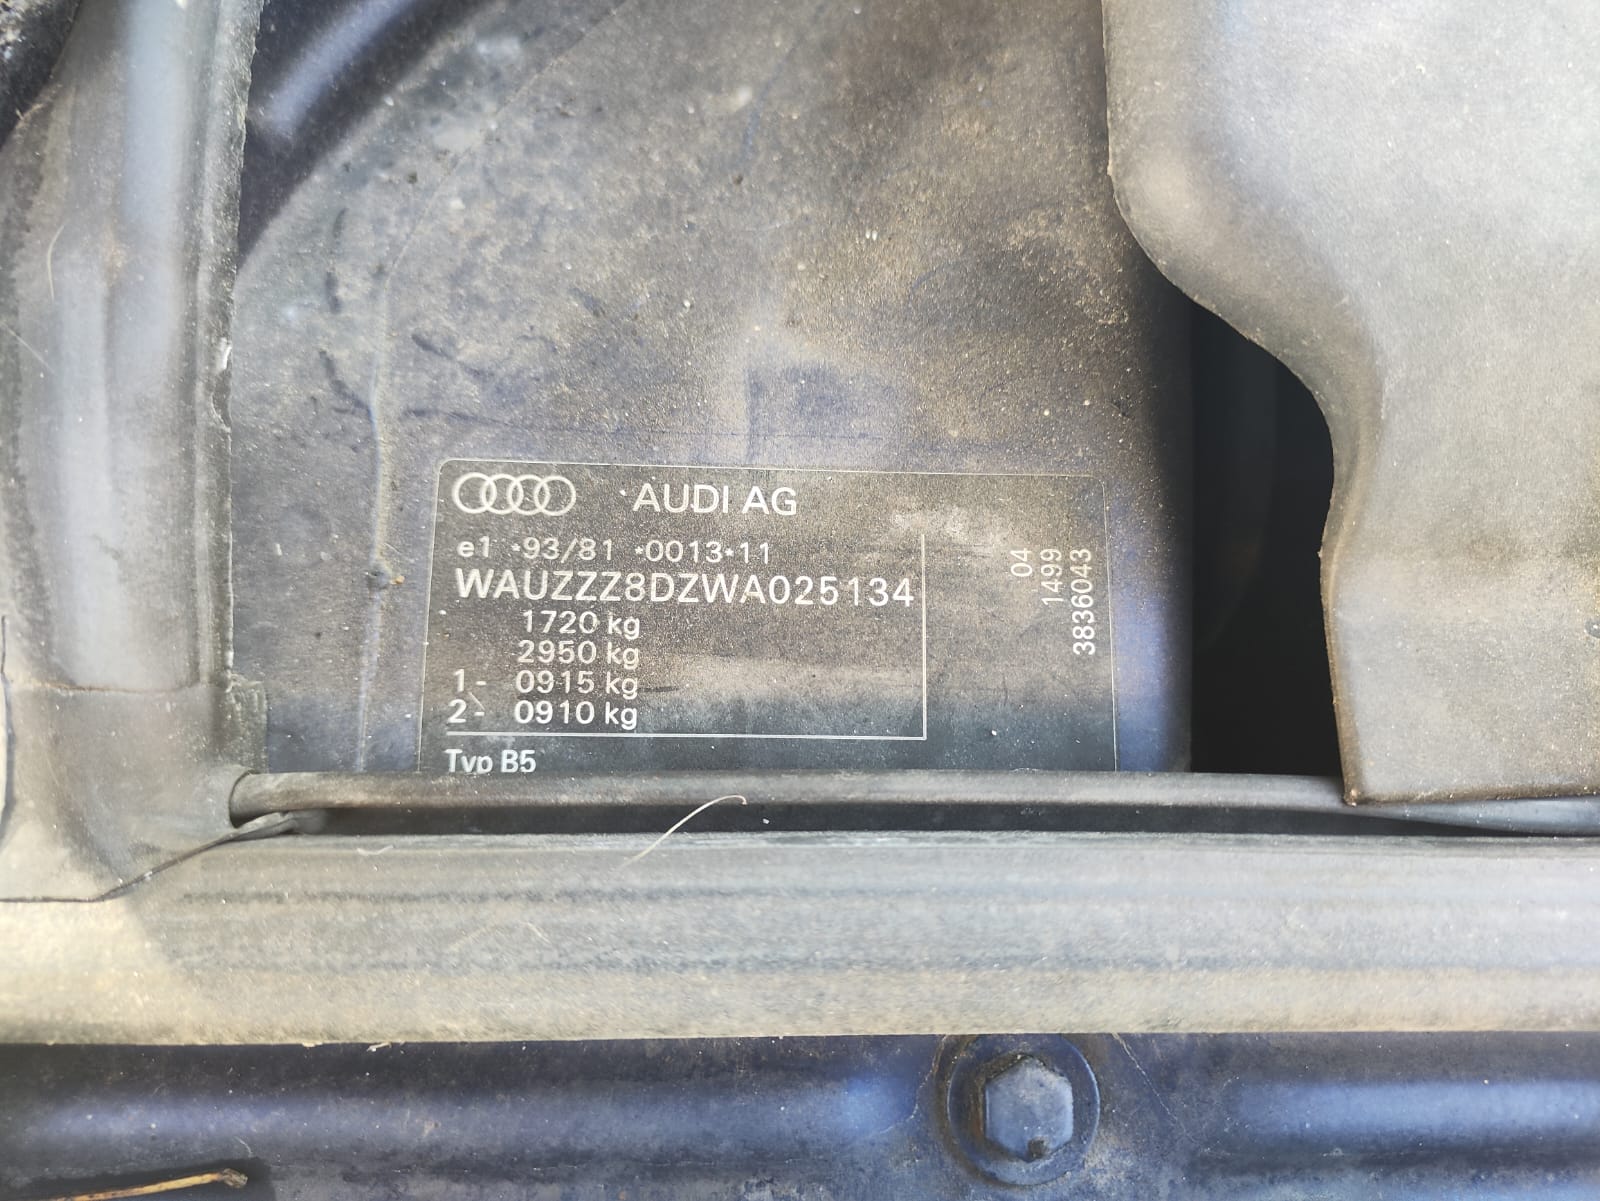 AUDI AG
e1 *93/81 *0013*11
WAUZZZ8DZWA025134
1720 kg
2950 kg
1- 0915 kg
2- 0910 kg
Typ B5
04
1499
3836043